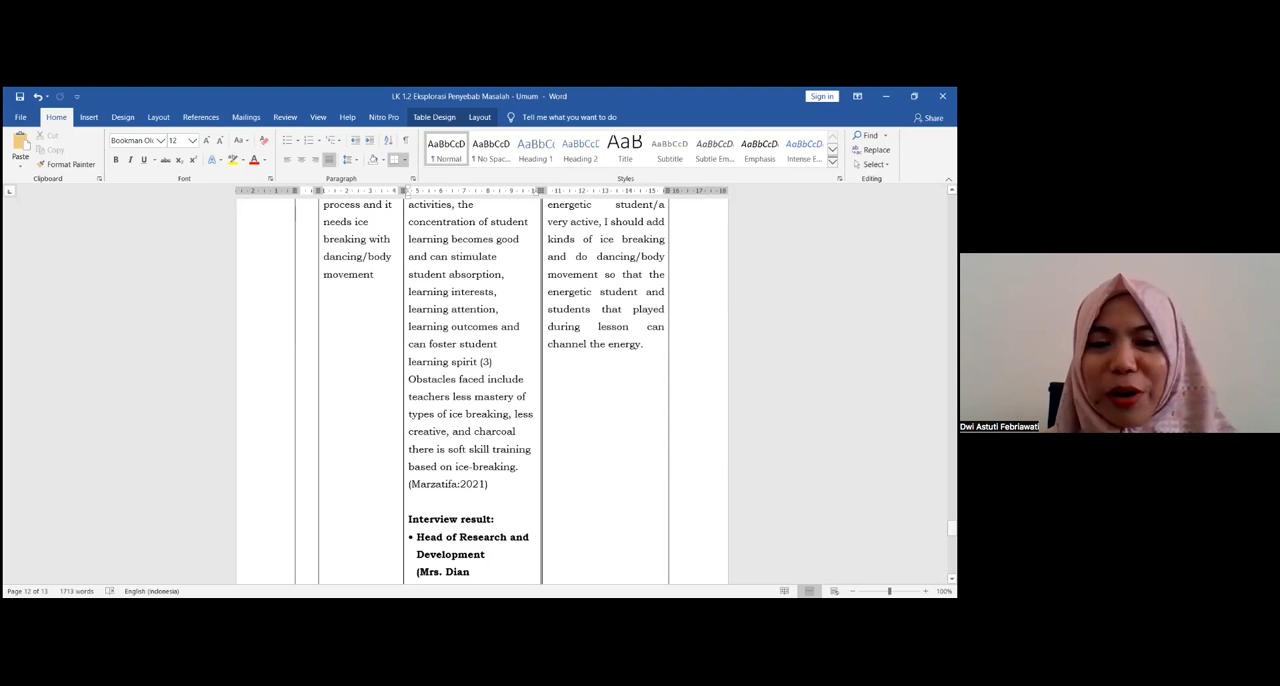 LK 1.2 Eksplorasi Penyebab Masalah - Umum - Word
Sign in
File Home Insert Design Layout References Mailings Review View Help Nitro Pro Table Design Layout Tell me what you want to do
Share
Paste
Cut
Copy
Format Painter
Clipboard
12
Font
Paragraph
AaBbCcD AaBbCcD AaBbCcD AaBbCcD AaB AaBbCcD AaBbCcD AaBbCcD AaBbCcD
¶ Normal ¶ No Spac... Heading 1 Heading 2 Title Subtitle Subtle Em... Emphasis Intense E...
Styles
Find
Replace
Select
Editing
process and it
needs ice
breaking with
dancing/body
movement
activities, the
concentration of student
learning becomes good
and can stimulate
student absorption,
learning interests,
learning attention,
learning outcomes and
can foster student
learning spirit (3)
Obstacles faced include
teachers less mastery of
types of ice breaking, less
creative, and charcoal
there is soft skill training
based on ice-breaking.
(Marzatifa:2021)
Interview result:
• Head of Research and
Development
(Mrs. Dian
energetic student/a
very active, I should add
kinds of ice breaking
and do dancing/body
movement so that the
energetic student and
students that played
during lesson can
channel the energy.
Page 12 of 13 1713 words English (Indonesia)
100%
Dwi Astuti Febriawati